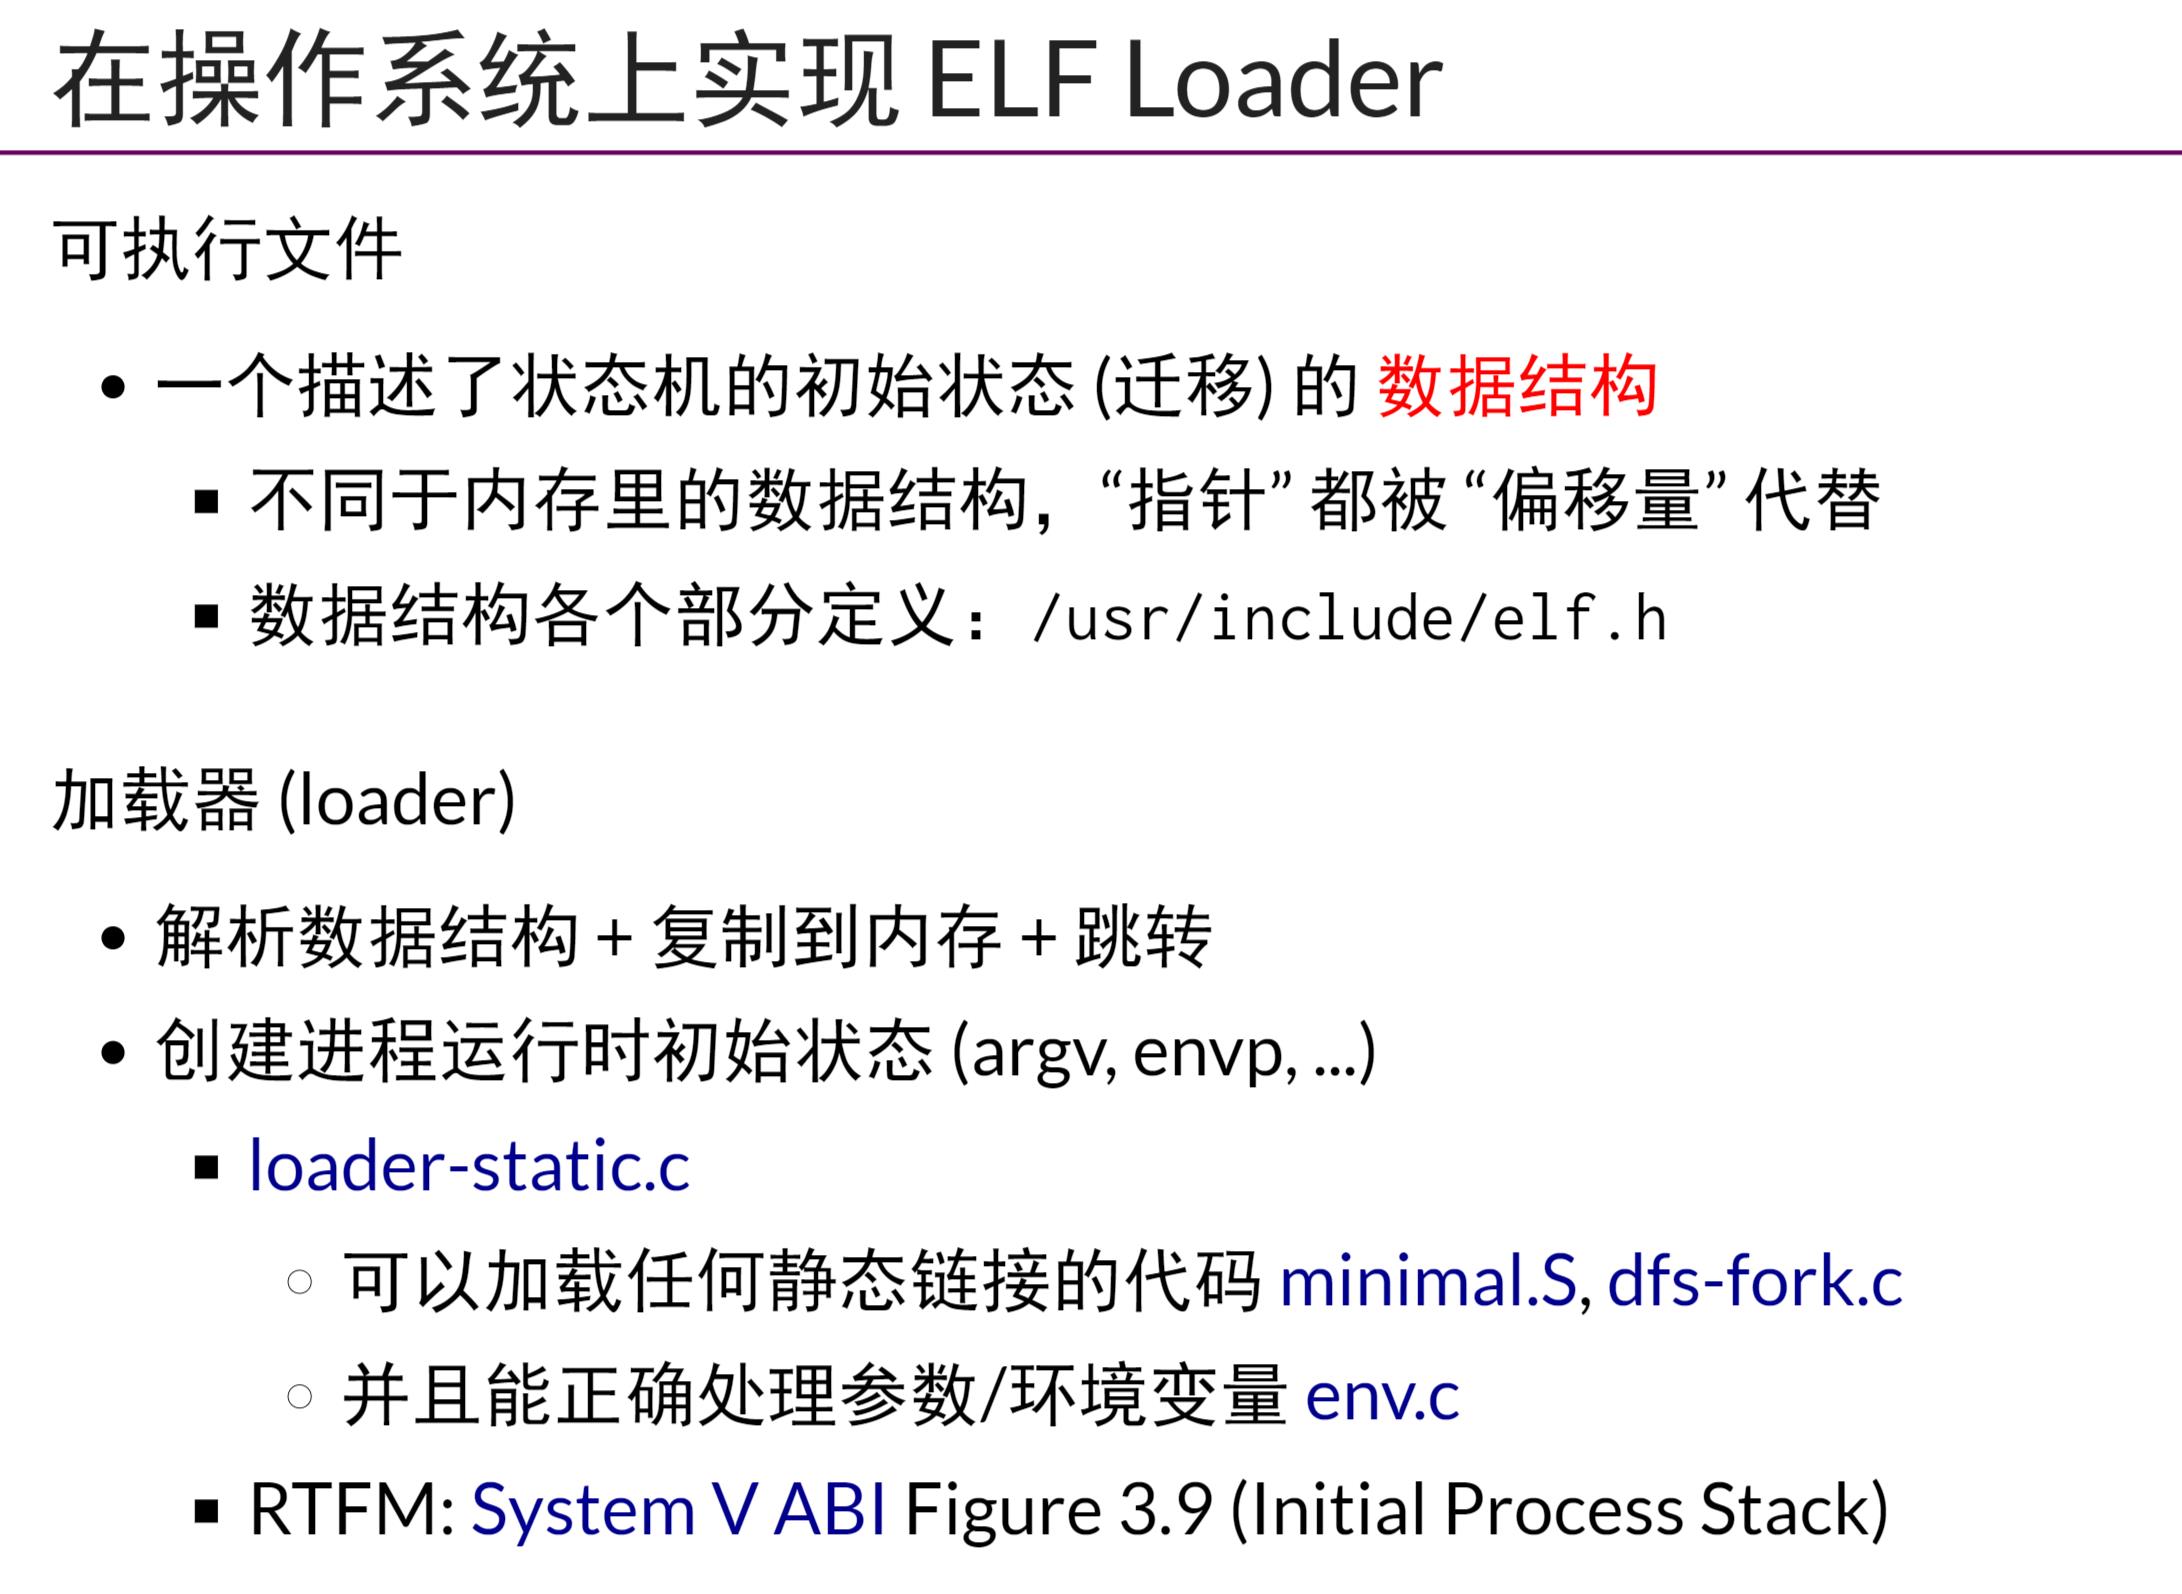 在操作系统上实现 ELF Loader
可执行文件
一个描述了状态机的初始状态 (迁移) 的 数据结构
不同于内存里的数据结构，“指针” 都被 “偏移量” 代替
数据结构各个部分定义：/usr/include/elf.h
加载器 (loader)
解析数据结构 + 复制到内存 + 跳转
创建进程运行时初始状态 (argv, envp, ...)
loader-static.c
可以加载任何静态链接的代码 minimal.S, dfs-fork.c
并且能正确处理参数/环境变量 env.c
RTFM: System V ABI Figure 3.9 (Initial Process Stack)